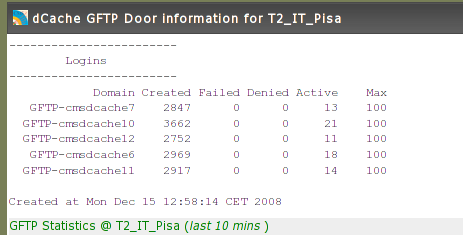 dCache GFTP Door information for T2_IT_Pisa
------------------------
Logins
------------------------
Domain Created Failed Denied Active Max
GFTP-cmsdcache7 2847 0 0 13 100
GFTP-cmsdcache10 3662 0 0 21 100
GFTP-cmsdcache12 2752 0 0 11 100
GFTP-cmsdcache6 2969 0 0 18 100
GFTP-cmsdcache11 2917 0 0 14 100
Created at Mon Dec 15 12:58:14 CET 2008
GFTP Statistics @ T2_IT_Pisa (last 10 mins )